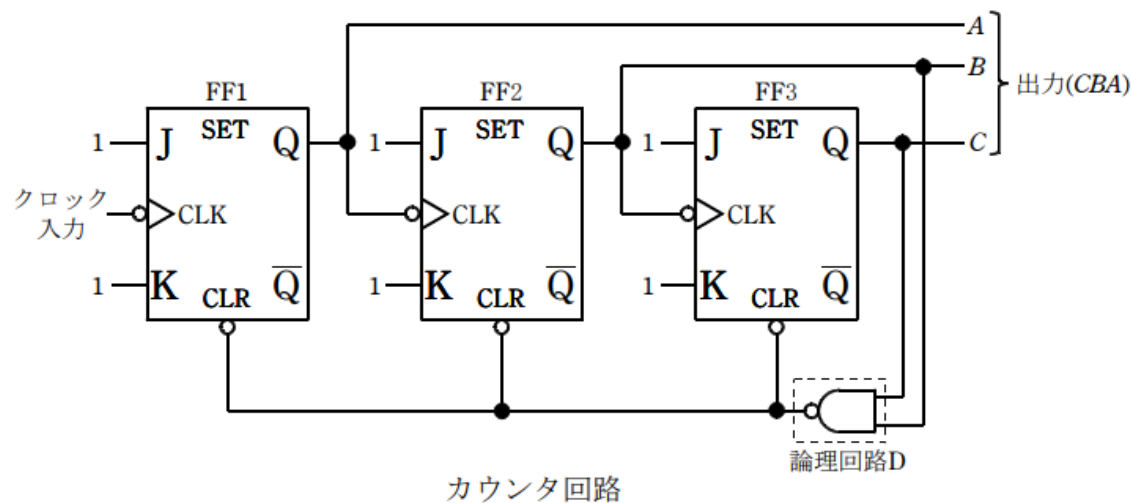 A
FF1
FF2
FF3
B
出力(CBA)
1 J SET Q
1 J SET Q
1 J SET Q
C
クロック
入力
CLK
CLK
CLK
1 K CLR Q̅
1 K CLR Q̅
1 K CLR Q̅
論理回路D
カウンタ回路